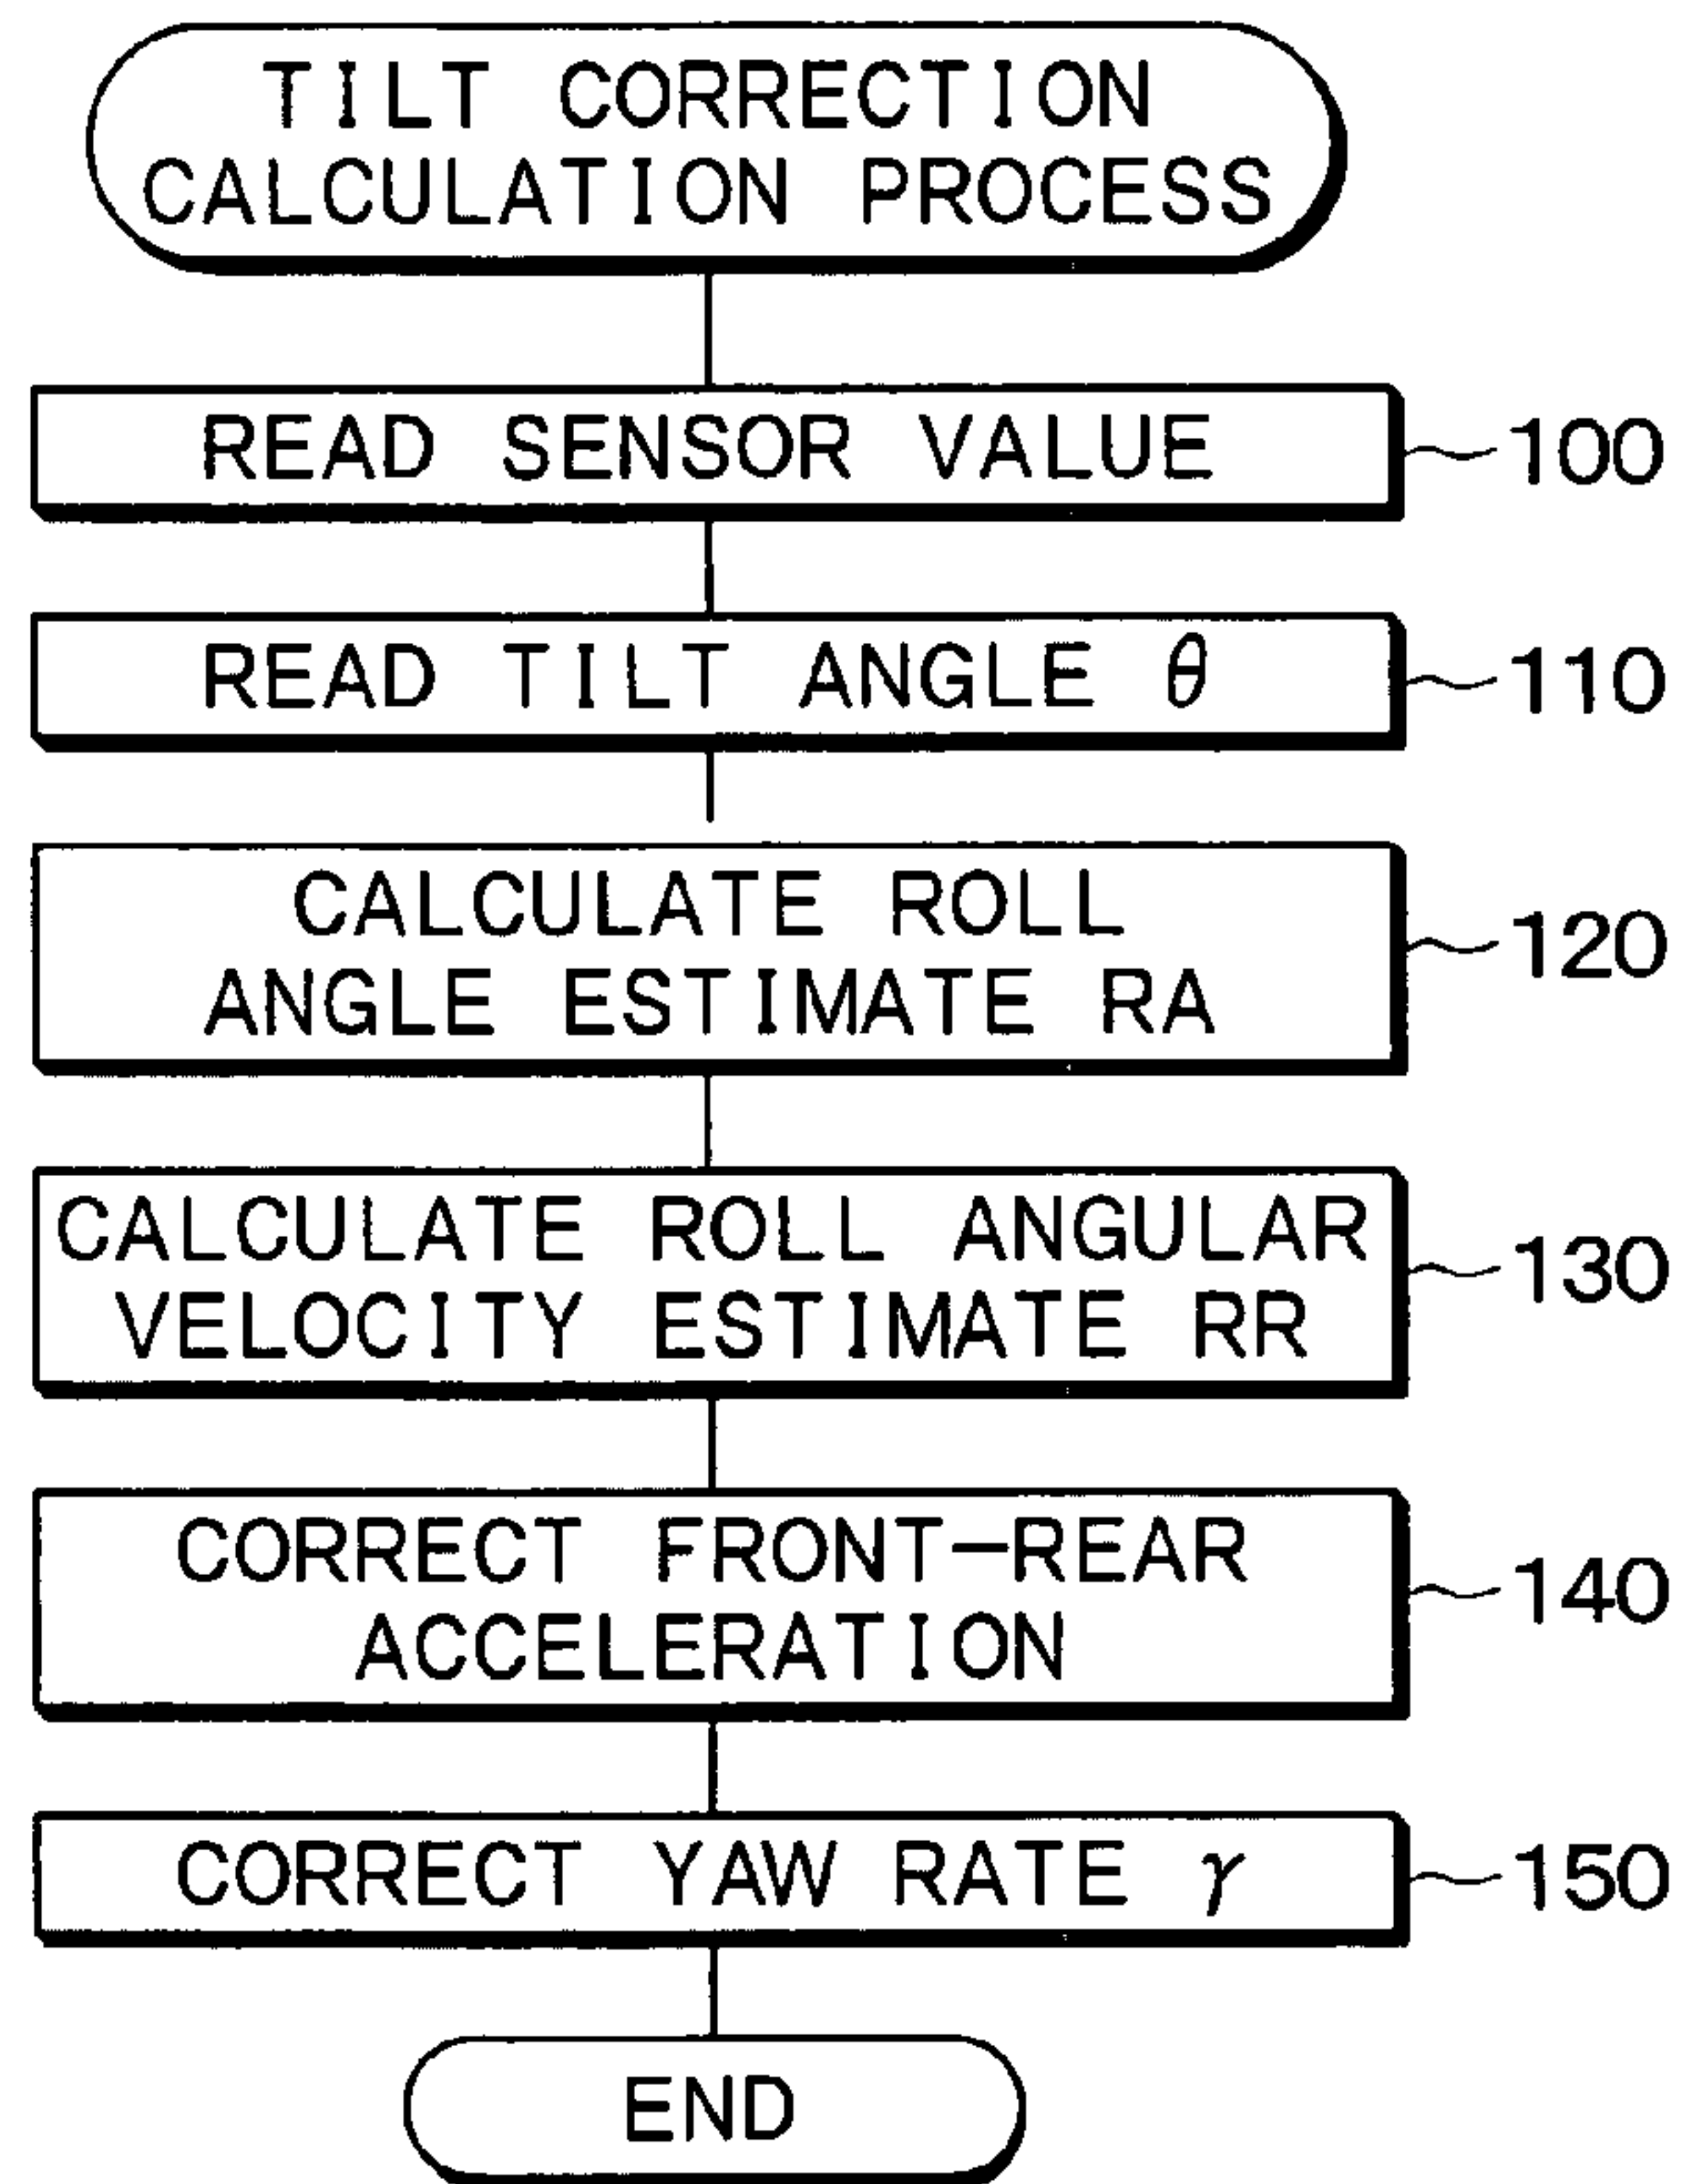 TILT CORRECTION
CALCULATION PROCESS
READ SENSOR VALUE
100
READ TILT ANGLE θ
110
CALCULATE ROLL
ANGLE ESTIMATE RA
120
CALCULATE ROLL ANGULAR
VELOCITY ESTIMATE RR
130
CORRECT FRONT-REAR
ACCELERATION
140
CORRECT YAW RATE γ
150
END